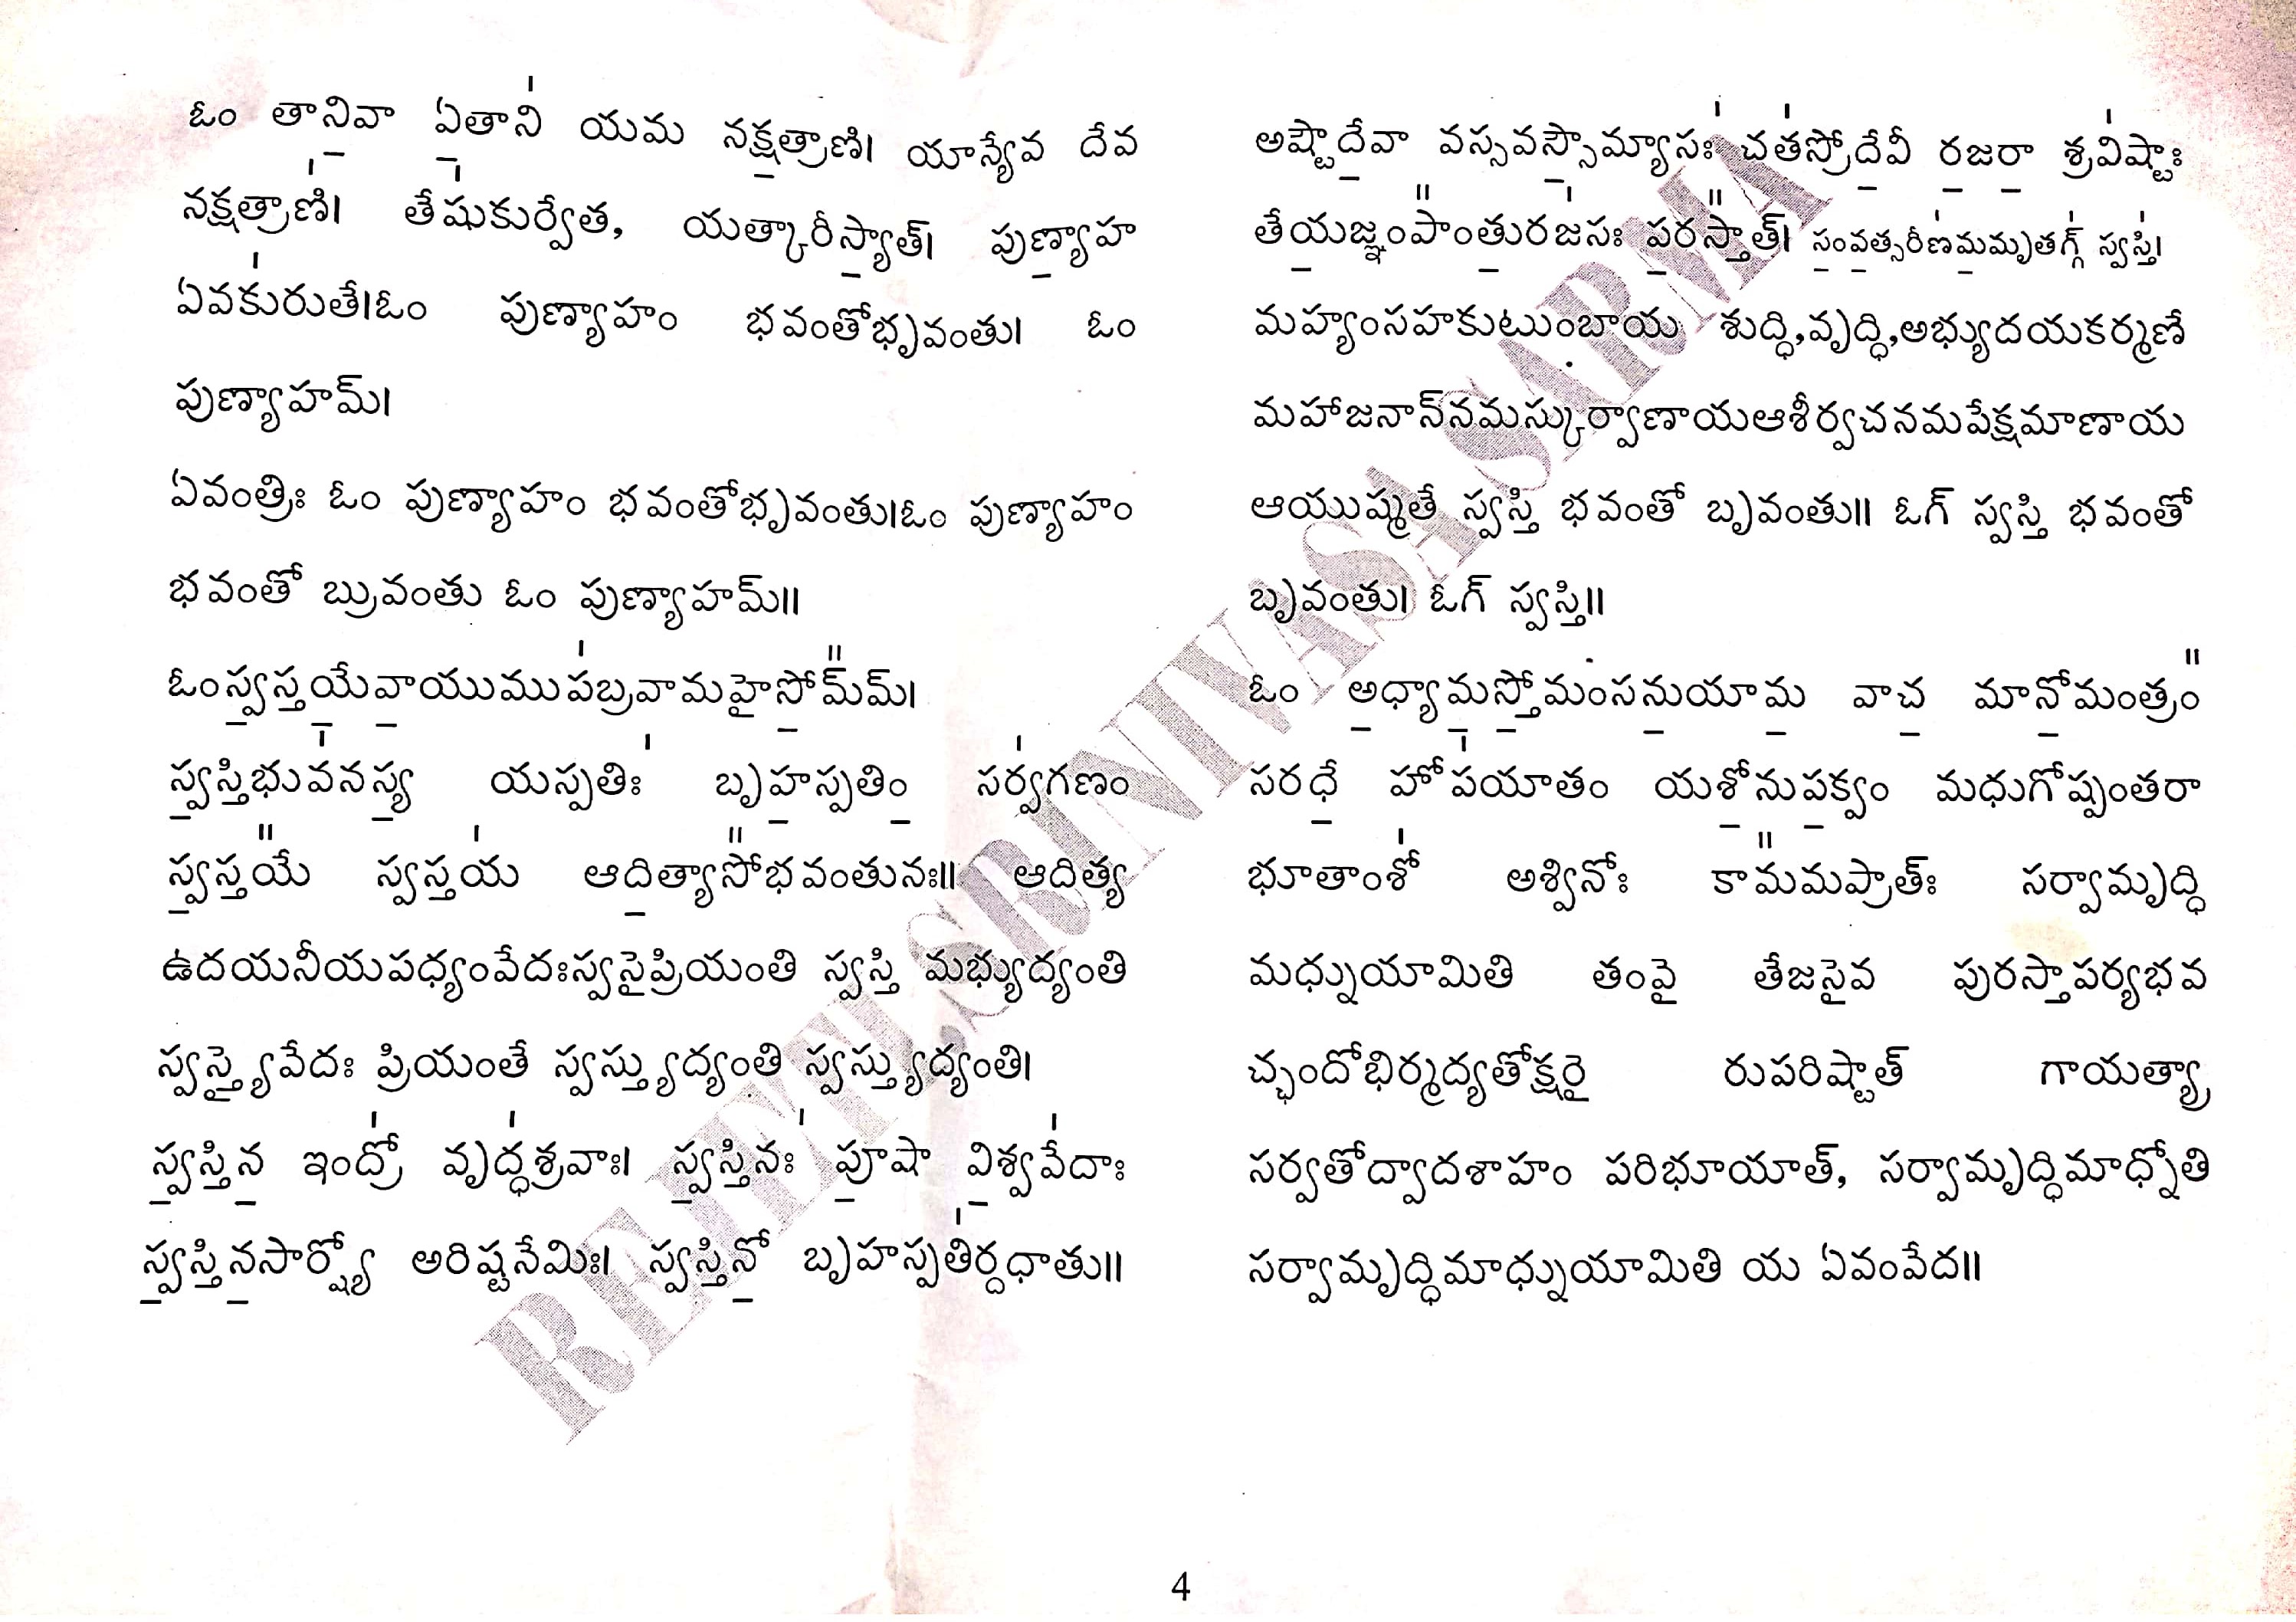 ఓం తానివా ఏతాని యమ నక్షత్రాణి। యాన్యేవ దేవ
నక్షత్రాణి। తేషుకుర్వేత, యత్కారీస్యాత్। పుణ్యాహ
ఏవకురుతే।ఓం పుణ్యాహం భవంతోభృవంతు। ఓం
పుణ్యాహమ్।
ఏవంత్రిః ఓం పుణ్యాహం భవంతోభృవంతు।ఓం పుణ్యాహం
భవంతో బ్రువంతు ఓం పుణ్యాహమ్॥
ఓంస్వస్తయేవాయుముపబ్రవామహైసోమ్‌మ్।
స్వస్తిభువనస్య యస్పతిః బృహస్పతిం సర్వగణం
స్వస్తయే స్వస్తయ ఆదిత్యాసోభవంతునః॥ ఆదిత్య
ఉదయనీయపధ్యంవేదఃస్వసైప్రియంతి స్వస్తి మభ్యుద్యంతి
స్వస్త్యైవేదః ప్రియంతే స్వస్త్యుద్యంతి స్వస్త్యుద్యంతి।
స్వస్తిన ఇంద్రో వృద్ధశ్రవాః। స్వస్తినః పూషా విశ్వవేదాః
స్వస్తినసార్ష్యో అరిష్టనేమిః। స్వస్తినో బృహస్పతిర్దధాతు॥
అష్టౌదేవా వస్సవస్సౌమ్యాసః చతస్రోదేవీ రజరా శ్రవిష్టాః
తేయజ్ఞంపాంతురజసః పరస్తాత్। సంవత్సరీణమమృతగ్గ్ స్వస్తి।
మహ్యంసహకుటుంబాయ శుద్ధి,వృద్ధి,అభ్యుదయకర్మణే
మహాజనాన్‌నమస్కుర్వాణాయఆశీర్వచనమపేక్షమాణాయ
ఆయుష్మతే స్వస్తి భవంతో బృవంతు॥ ఓగ్ స్వస్తి భవంతో
బృవంతు। ఓగ్ స్వస్తి॥
ఓం అధ్యామస్తోమంసనుయామ వాచ మానోమంత్రం
సరధే హోపయాతం యశోనుపక్వం మధుగోష్పంతరా
భూతాంశో అశ్వినోః కామమప్రాత్ః సర్వామృద్ధి
మధ్నుయామితి తంవై తేజసైవ పురస్తాపర్యభవ
చ్ఛందోభిర్మద్యతోక్షరై రుపరిష్టాత్ గాయత్యా
సర్వతోద్వాదశాహం పరిభూయాత్, సర్వామృద్ధిమాధ్నోతి
సర్వామృద్ధిమాధ్నుయామితి య ఏవంవేద॥
4